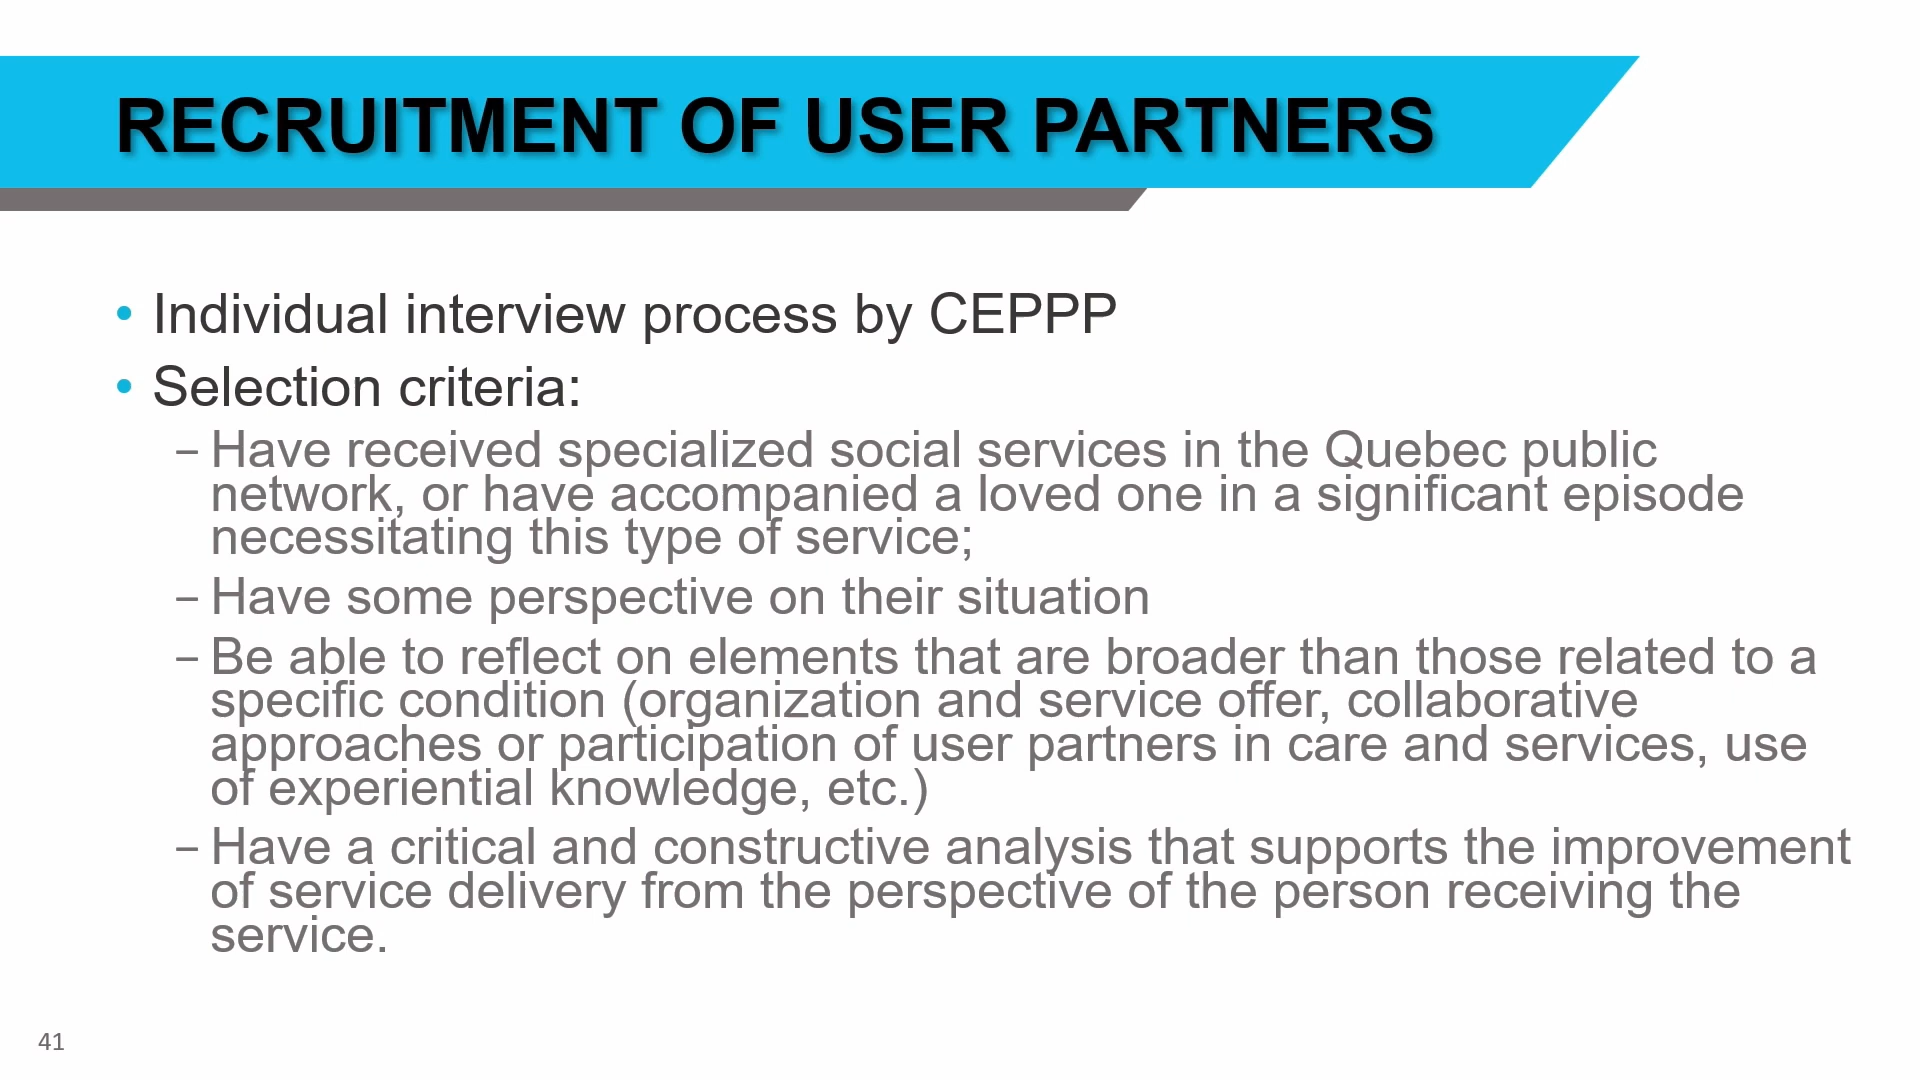 RECRUITMENT OF USER PARTNERS
• Individual interview process by CEPPP
• Selection criteria:
– Have received specialized social services in the Quebec public
network, or have accompanied a loved one in a significant episode
necessitating this type of service;
– Have some perspective on their situation
– Be able to reflect on elements that are broader than those related to a
specific condition (organization and service offer, collaborative
approaches or participation of user partners in care and services, use
of experiential knowledge, etc.)
– Have a critical and constructive analysis that supports the improvement
of service delivery from the perspective of the person receiving the
service.
41